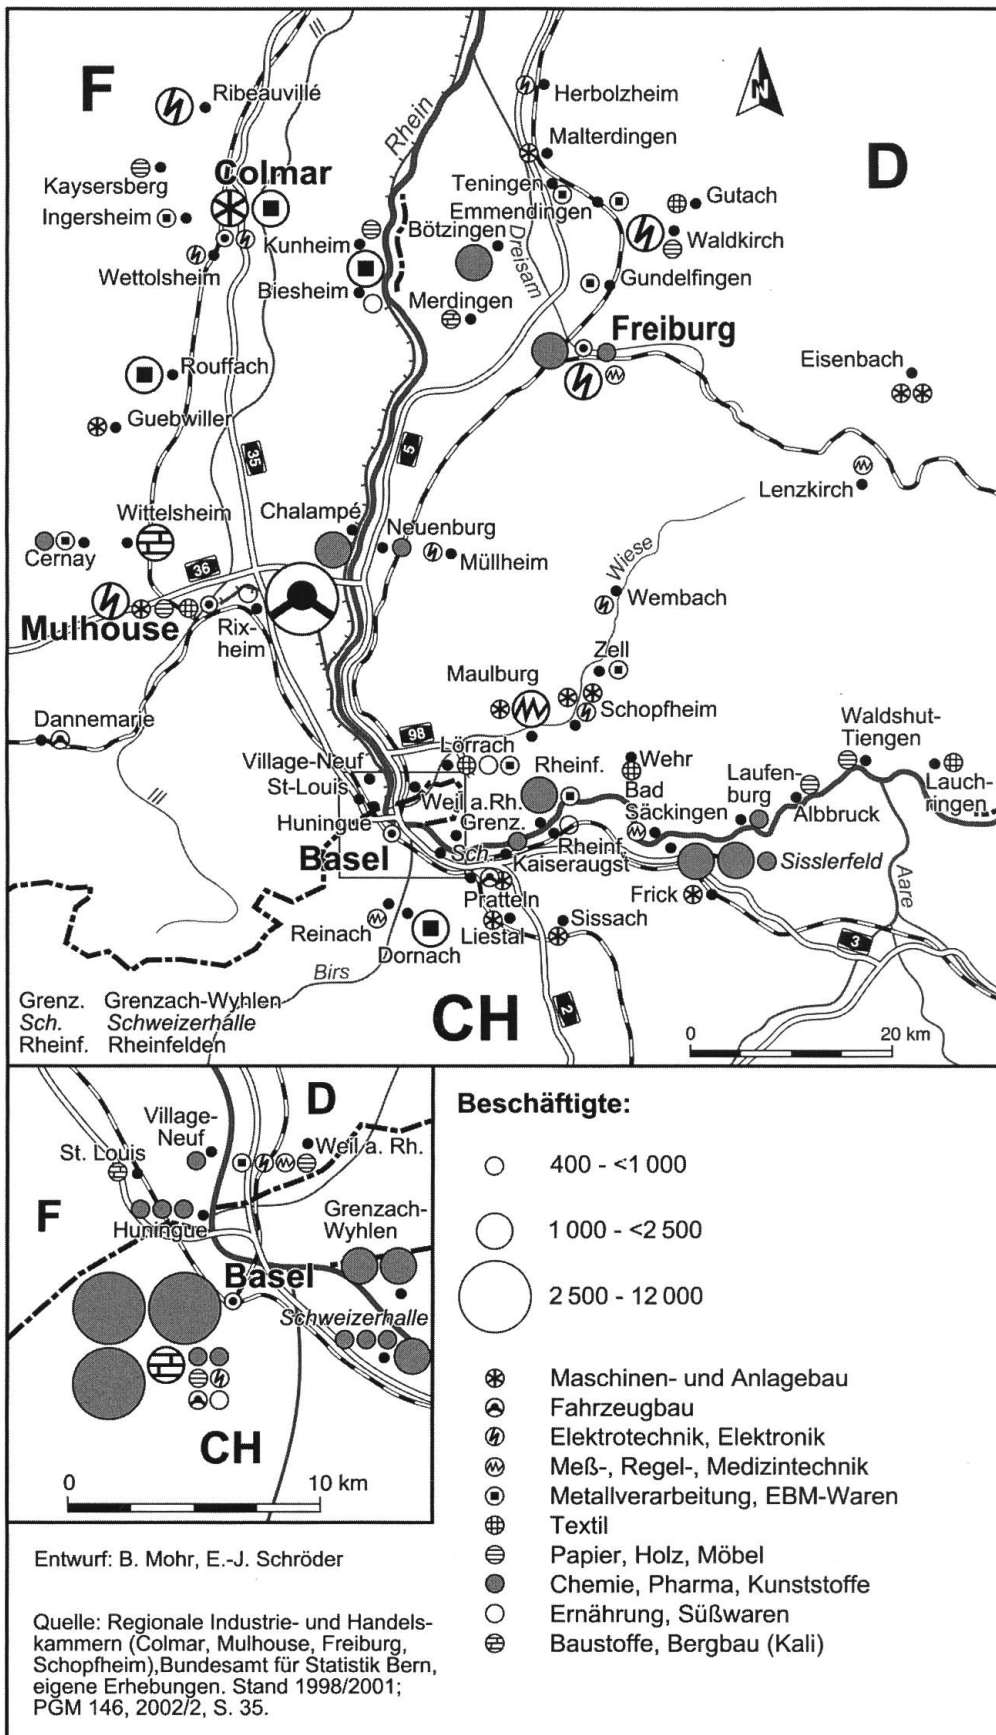 F
Ribeauvillé
Kaysersberg
Colmar
Ingersheim
Wettolsheim
Kunheim
Biesheim
Rhein
Herbolzheim
N
Malterdingen
D
Teningen
Emmendingen
Gutach
Bötzingen
Waldkirch
Dreisam
Gundelfingen
Merdingen
Freiburg
Rouffach
Eisenbach
Guebwiller
35
5
Lenzkirch
Wittelsheim
Chalampé
Neuenburg
Cernay
Müllheim
36
Wiese
Wembach
Mulhouse
Rix-
heim
Zell
Maulburg
Schopfheim
Dannemarie
Ill
Ill
98
Lörrach
Waldshut-
Tiengen
Village-Neuf
Rheinf.
Wehr
St-Louis
Weil a.Rh.
Bad
Säckingen
Laufen-
burg
Lauch-
ringen
Huningue
Grenz.
Albbruck
Basel
Sch.
Rheinf.
Kaiseraugst
Sisslerfeld
Pratteln
Frick
Aare
Reinach
Liestal
Sissach
Dornach
3
Birs
2
CH
Grenz. Grenzach-Wyhlen
Sch. Schweizerhalle
Rheinf. Rheinfelden
0 20 km
D
Village-
Neuf
St. Louis
Weil a. Rh.
F
Huningue
Grenzach-
Wyhlen
Basel
Schweizerhalle
CH
0 10 km
Entwurf: B. Mohr, E.-J. Schröder
Quelle: Regionale Industrie- und Handels-
kammern (Colmar, Mulhouse, Freiburg,
Schopfheim),Bundesamt für Statistik Bern,
eigene Erhebungen. Stand 1998/2001;
PGM 146, 2002/2, S. 35.
Beschäftigte:
400 - <1 000
1 000 - <2 500
2 500 - 12 000
Maschinen- und Anlagebau
Fahrzeugbau
Elektrotechnik, Elektronik
Meß-, Regel-, Medizintechnik
Metallverarbeitung, EBM-Waren
Textil
Papier, Holz, Möbel
Chemie, Pharma, Kunststoffe
Ernährung, Süßwaren
Baustoffe, Bergbau (Kali)